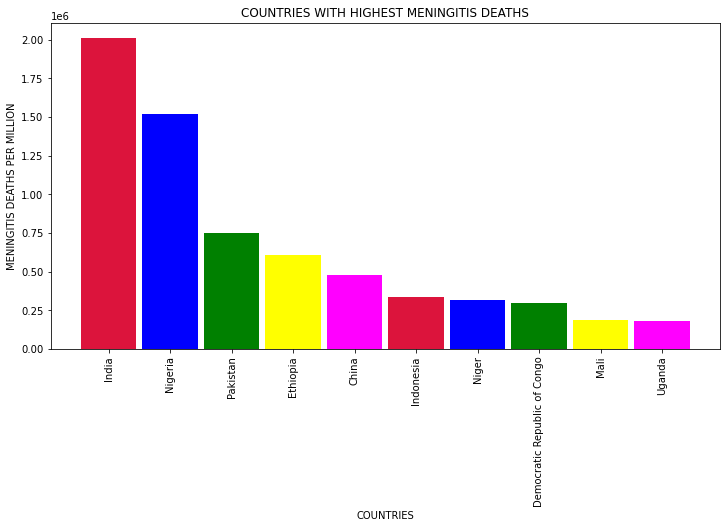 COUNTRIES WITH HIGHEST MENINGITIS DEATHS
1e6
MENINGITIS DEATHS PER MILLION
2.00
1.75
1.50
1.25
1.00
0.75
0.50
0.25
0.00
India
Nigeria
Pakistan
Ethiopia
China
Indonesia
Niger
Democratic Republic of Congo
Mali
Uganda
COUNTRIES